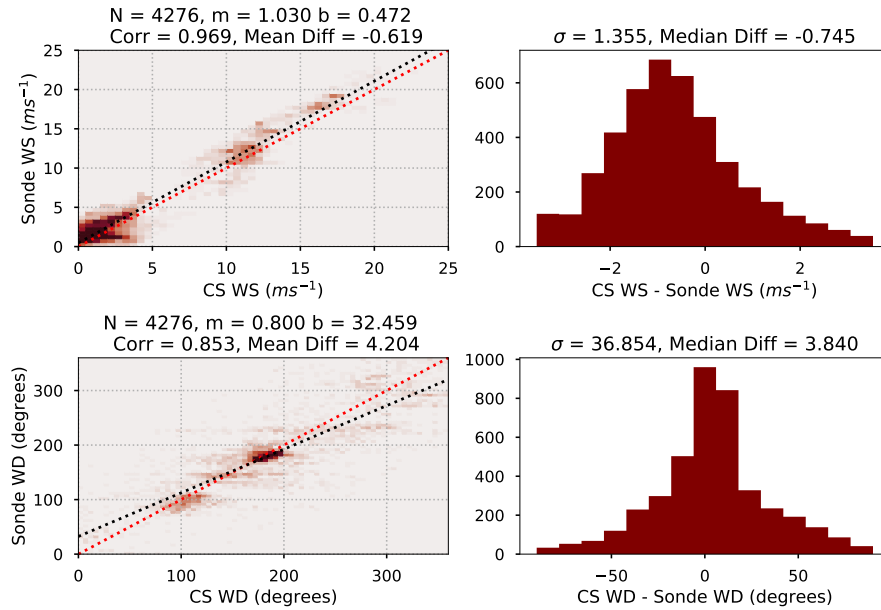 N = 4276, m = 1.030 b = 0.472
Corr = 0.969, Mean Diff = -0.619
25
20
15
10
5
0
0 5 10 15 20 25
Sonde WS (ms⁻¹)
CS WS (ms⁻¹)
σ = 1.355, Median Diff = -0.745
600
400
200
0
−2 0 2
CS WS - Sonde WS (ms⁻¹)
N = 4276, m = 0.800 b = 32.459
Corr = 0.853, Mean Diff = 4.204
300
200
100
0
0 100 200 300
Sonde WD (degrees)
CS WD (degrees)
σ = 36.854, Median Diff = 3.840
1000
800
600
400
200
0
−50 0 50
CS WD - Sonde WD (degrees)